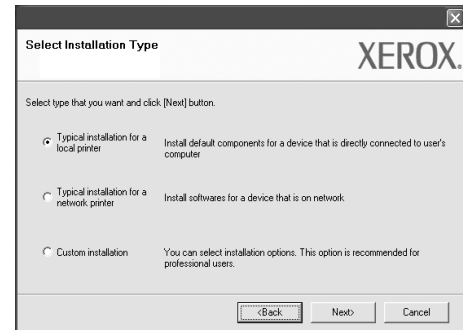 Select Installation Type
XEROX.
Select type that you want and click [Next] button.
Typical installation for a
local printer
Install default components for a device that is directly connected to user's
computer
Typical installation for a
network printer
Install softwares for a device that is on network
Custom installation
You can select installation options. This option is recommended for
professional users.
<Back
Next>
Cancel